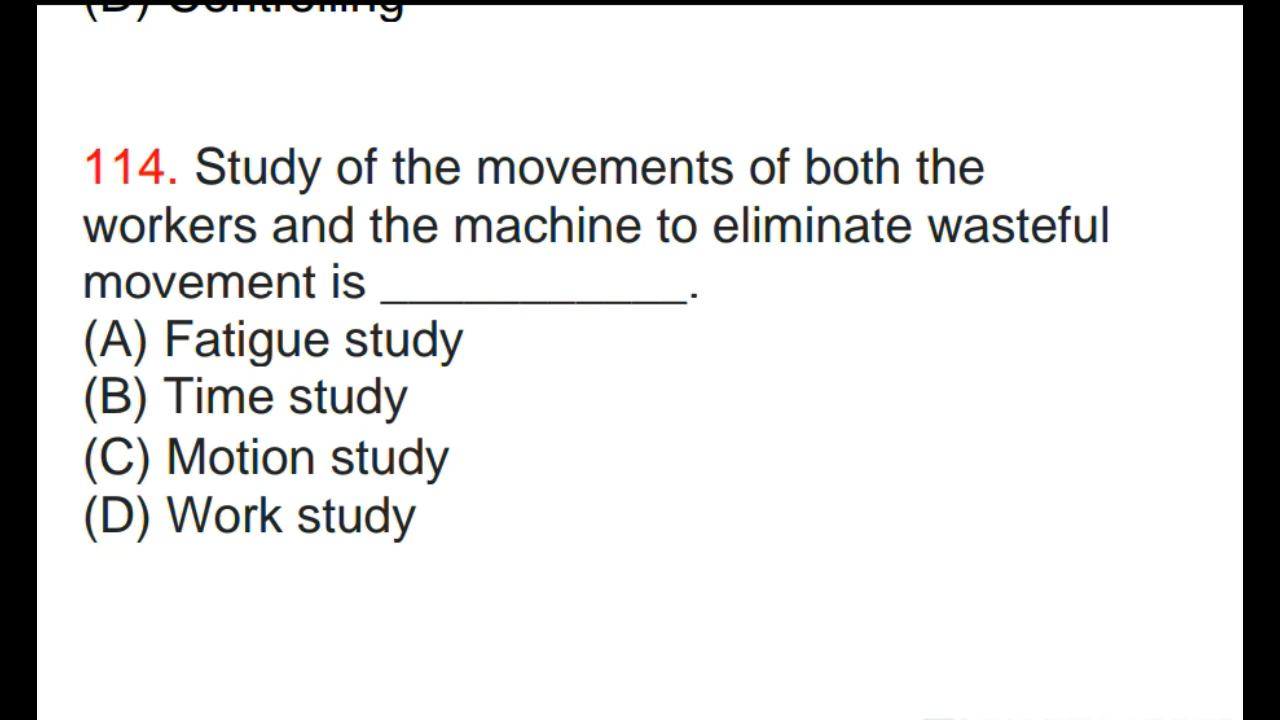 (D) Controlling
114. Study of the movements of both the
workers and the machine to eliminate wasteful
movement is ____________.
(A) Fatigue study
(B) Time study
(C) Motion study
(D) Work study